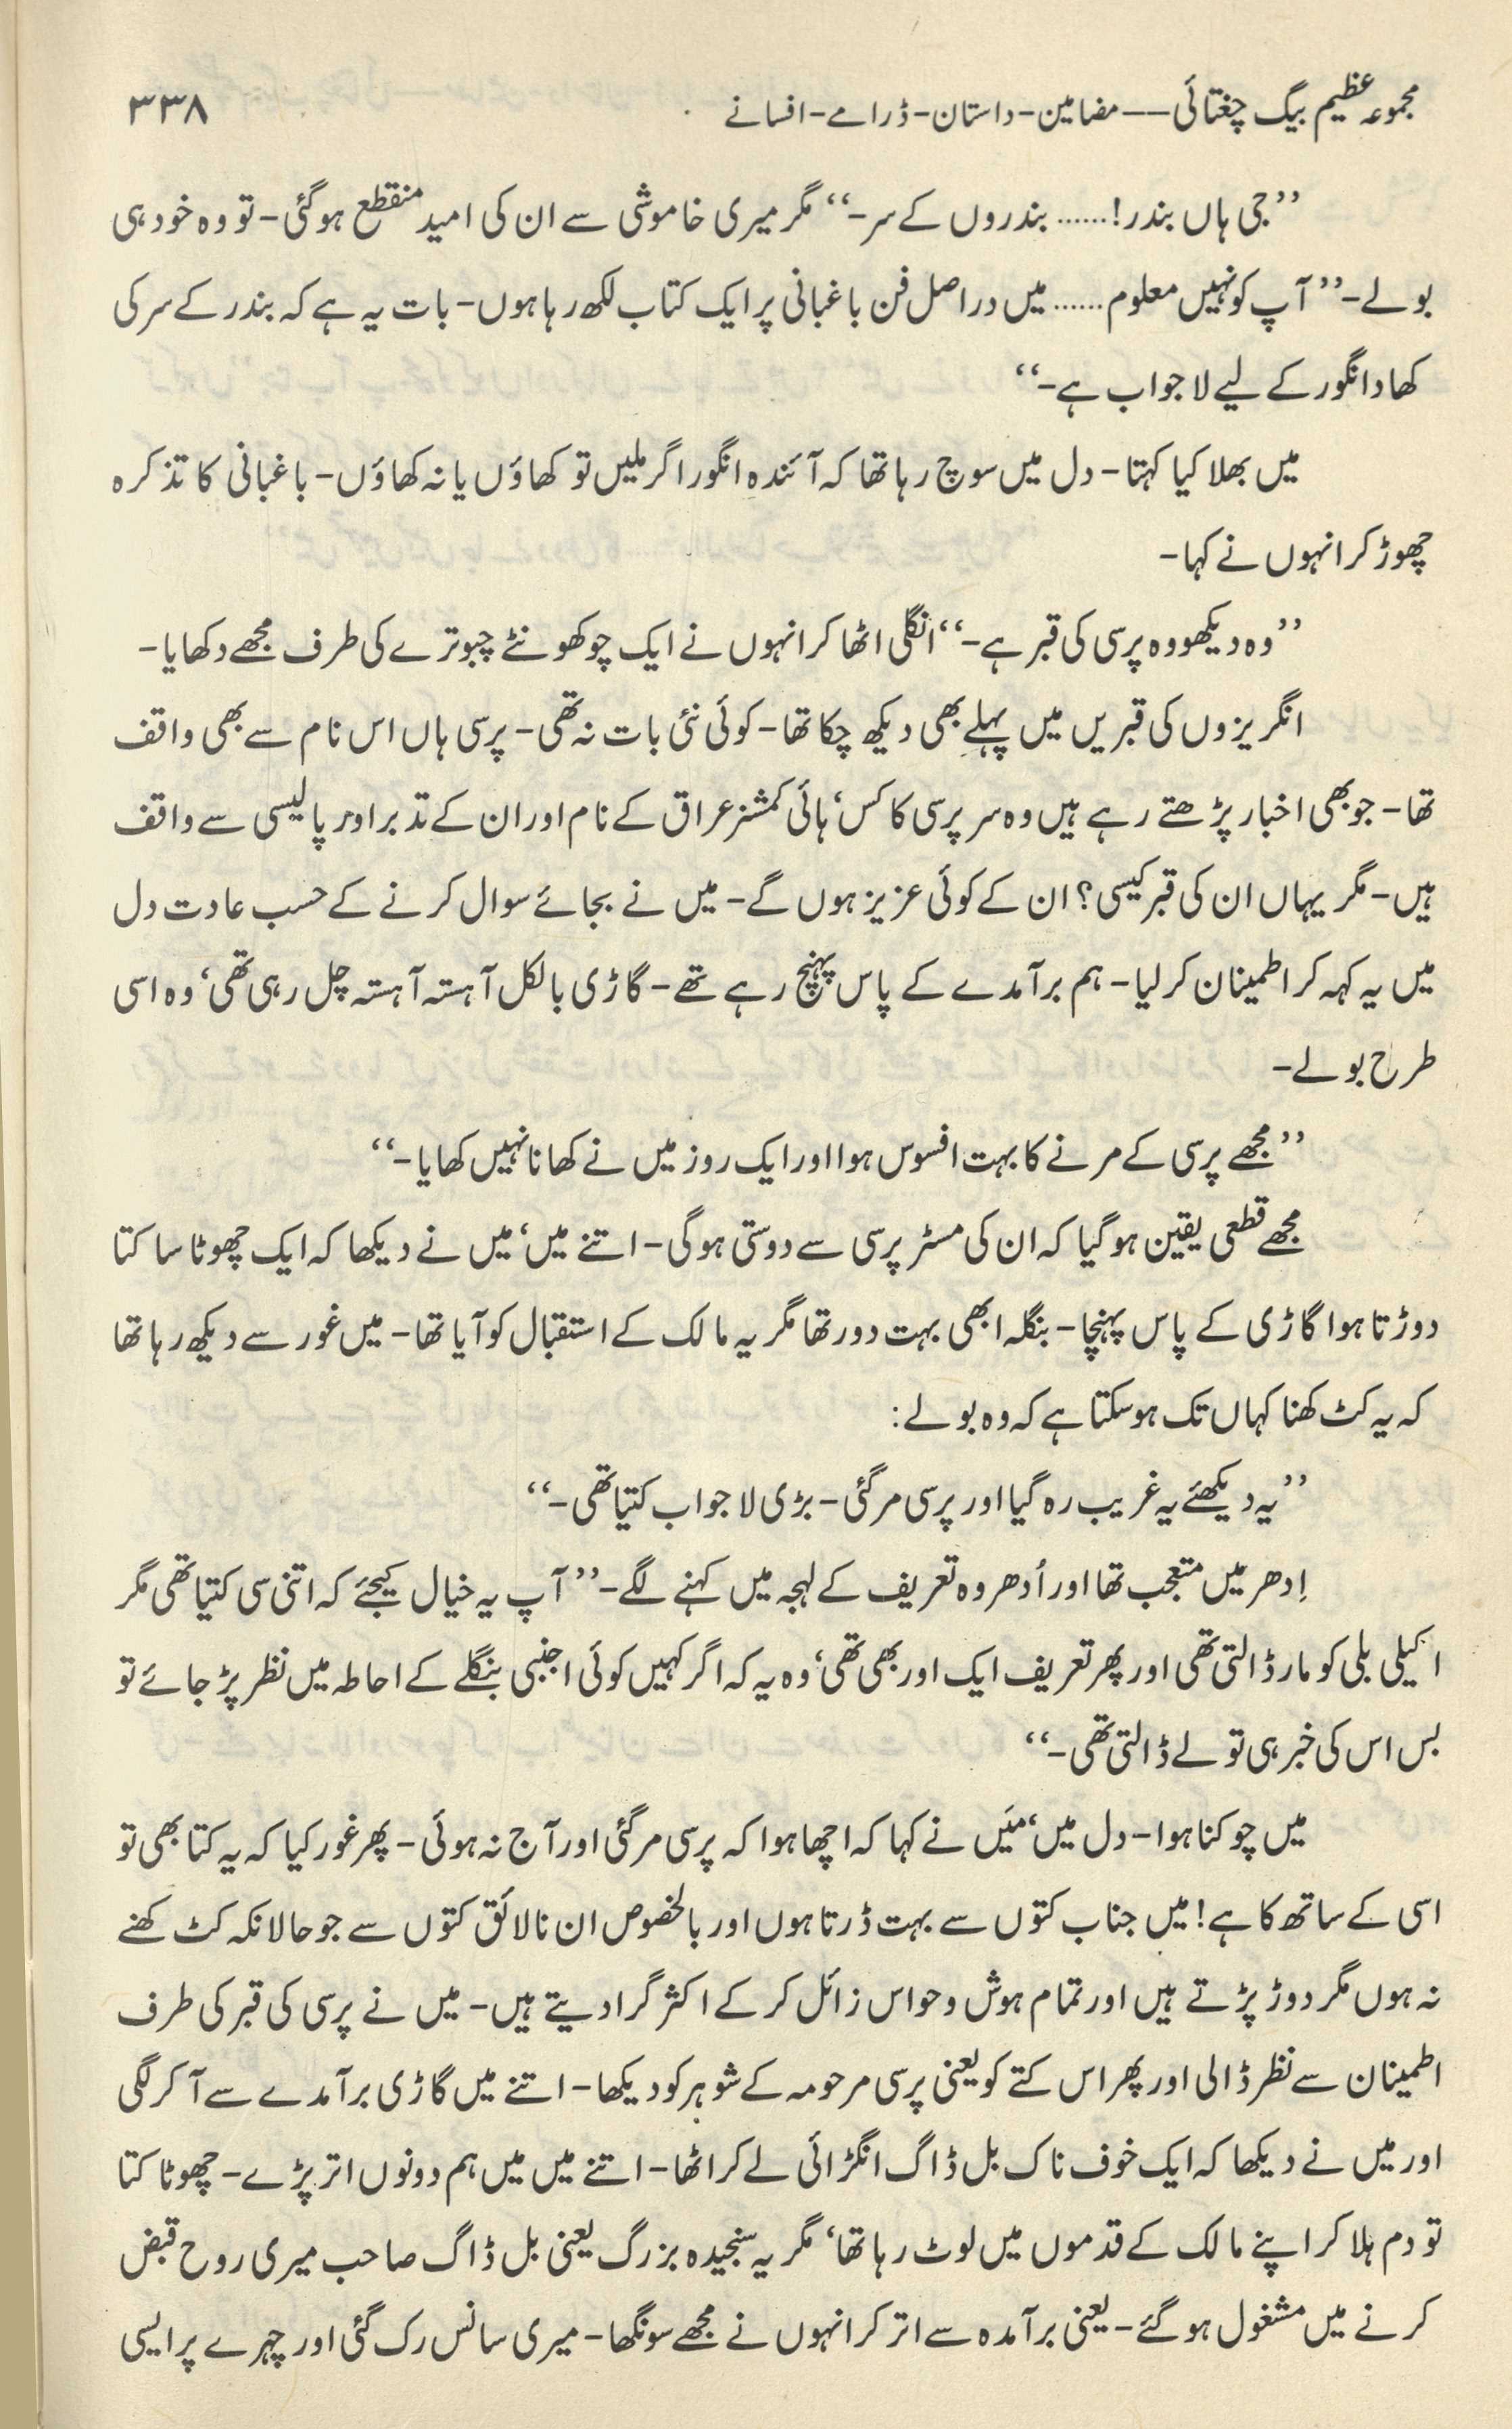 مجموعہ عظیم بیگ چغتائی — مضامین - داستان - ڈرامے - افسانے ۳۳۸
”جی ہاں بندر!...... بندروں کے سر-“ مگر میری خاموشی سے ان کی امید منقطع ہو گئی- تو وہ خود ہی
بولے- ”آپ کو نہیں معلوم...... میں دراصل فن باغبانی پر ایک کتاب لکھ رہا ہوں- بات یہ ہے کہ بندر کے سر کی
کھاد انگور کے لیے لاجواب ہے-“
میں بھلا کیا کہتا- دل میں سوچ رہا تھا کہ آئندہ انگور اگر ملیں تو کھاؤں یا نہ کھاؤں- باغبانی کا تذکرہ
چھوڑ کر انہوں نے کہا-
”وہ دیکھو وہ پرسی کی قبر ہے-“ انگلی اٹھا کر انہوں نے ایک چوکھونٹے چبوترے کی طرف مجھے دکھایا-
انگریزوں کی قبریں میں پہلے بھی دیکھ چکا تھا- کوئی نئی بات نہ تھی- پرسی ہاں اس نام سے بھی واقف
تھا- جو بھی اخبار پڑھتے رہے ہیں وہ سر پرسی کاکس، ہائی کمشنر عراق کے نام اور ان کے تدبر اور پالیسی سے واقف
ہیں- مگر یہاں ان کی قبر کیسی؟ ان کے کوئی عزیز ہوں گے- میں نے بجائے سوال کرنے کے حسب عادت دل
میں یہ کہہ کر اطمینان کر لیا- ہم برآمدے کے پاس پہنچ رہے تھے- گاڑی بالکل آہستہ آہستہ چل رہی تھی، وہ اسی
طرح بولے-
”مجھے پرسی کے مرنے کا بہت افسوس ہوا اور ایک روز میں نے کھانا نہیں کھایا-“
مجھے قطعی یقین ہو گیا کہ ان کی مسٹر پرسی سے دوستی ہو گی- اتنے میں، میں نے دیکھا کہ ایک چھوٹا سا کتا
دوڑتا ہوا گاڑی کے پاس پہنچا- بنگلہ ابھی بہت دور تھا مگر یہ مالک کے استقبال کو آیا تھا- میں غور سے دیکھ رہا تھا
کہ یہ کٹ کھنا کہاں تک ہو سکتا ہے کہ وہ بولے:
”یہ دیکھئے یہ غریب رہ گیا اور پرسی مر گئی- بڑی لاجواب کتیا تھی-“
اِدھر میں متعجب تھا اور اُدھر وہ تعریف کے لہجہ میں کہنے لگے- ”آپ یہ خیال کیجئے کہ اتنی سی کتیا تھی مگر
اکیلی بلی کو مار ڈالتی تھی اور پھر تعریف ایک اور بھی تھی، وہ یہ کہ اگر کہیں کوئی اجنبی بنگلے کے احاطہ میں نظر پڑ جائے تو
بس اس کی خبر ہی تو لے ڈالتی تھی-“
میں چوکنا ہوا- دل میں، مَیں نے کہا کہ اچھا ہوا کہ پرسی مر گئی اور آج نہ ہوئی- پھر غور کیا کہ یہ کتا بھی تو
اسی کے ساتھ کا ہے! میں جناب کتوں سے بہت ڈرتا ہوں اور بالخصوص ان نالائق کتوں سے جو حالانکہ کٹ کھنے
نہ ہوں مگر دوڑ پڑتے ہیں اور تمام ہوش و حواس زائل کر کے اکثر گرا دیتے ہیں- میں نے پرسی کی قبر کی طرف
اطمینان سے نظر ڈالی اور پھر اس کتے کو یعنی پرسی مرحومہ کے شوہر کو دیکھا- اتنے میں گاڑی برآمدے سے آ کر لگی
اور میں نے دیکھا کہ ایک خوف ناک بل ڈاگ انگڑائی لے کر اٹھا- اتنے میں میں ہم دونوں اتر پڑے- چھوٹا کتا
تو دم ہلا کر اپنے مالک کے قدموں میں لوٹ رہا تھا، مگر یہ سنجیدہ بزرگ یعنی بل ڈاگ صاحب میری روح قبض
کرنے میں مشغول ہو گئے- یعنی برآمدہ سے اتر کر انہوں نے مجھے سونگھا- میری سانس رک گئی اور چہرے پر ایسی